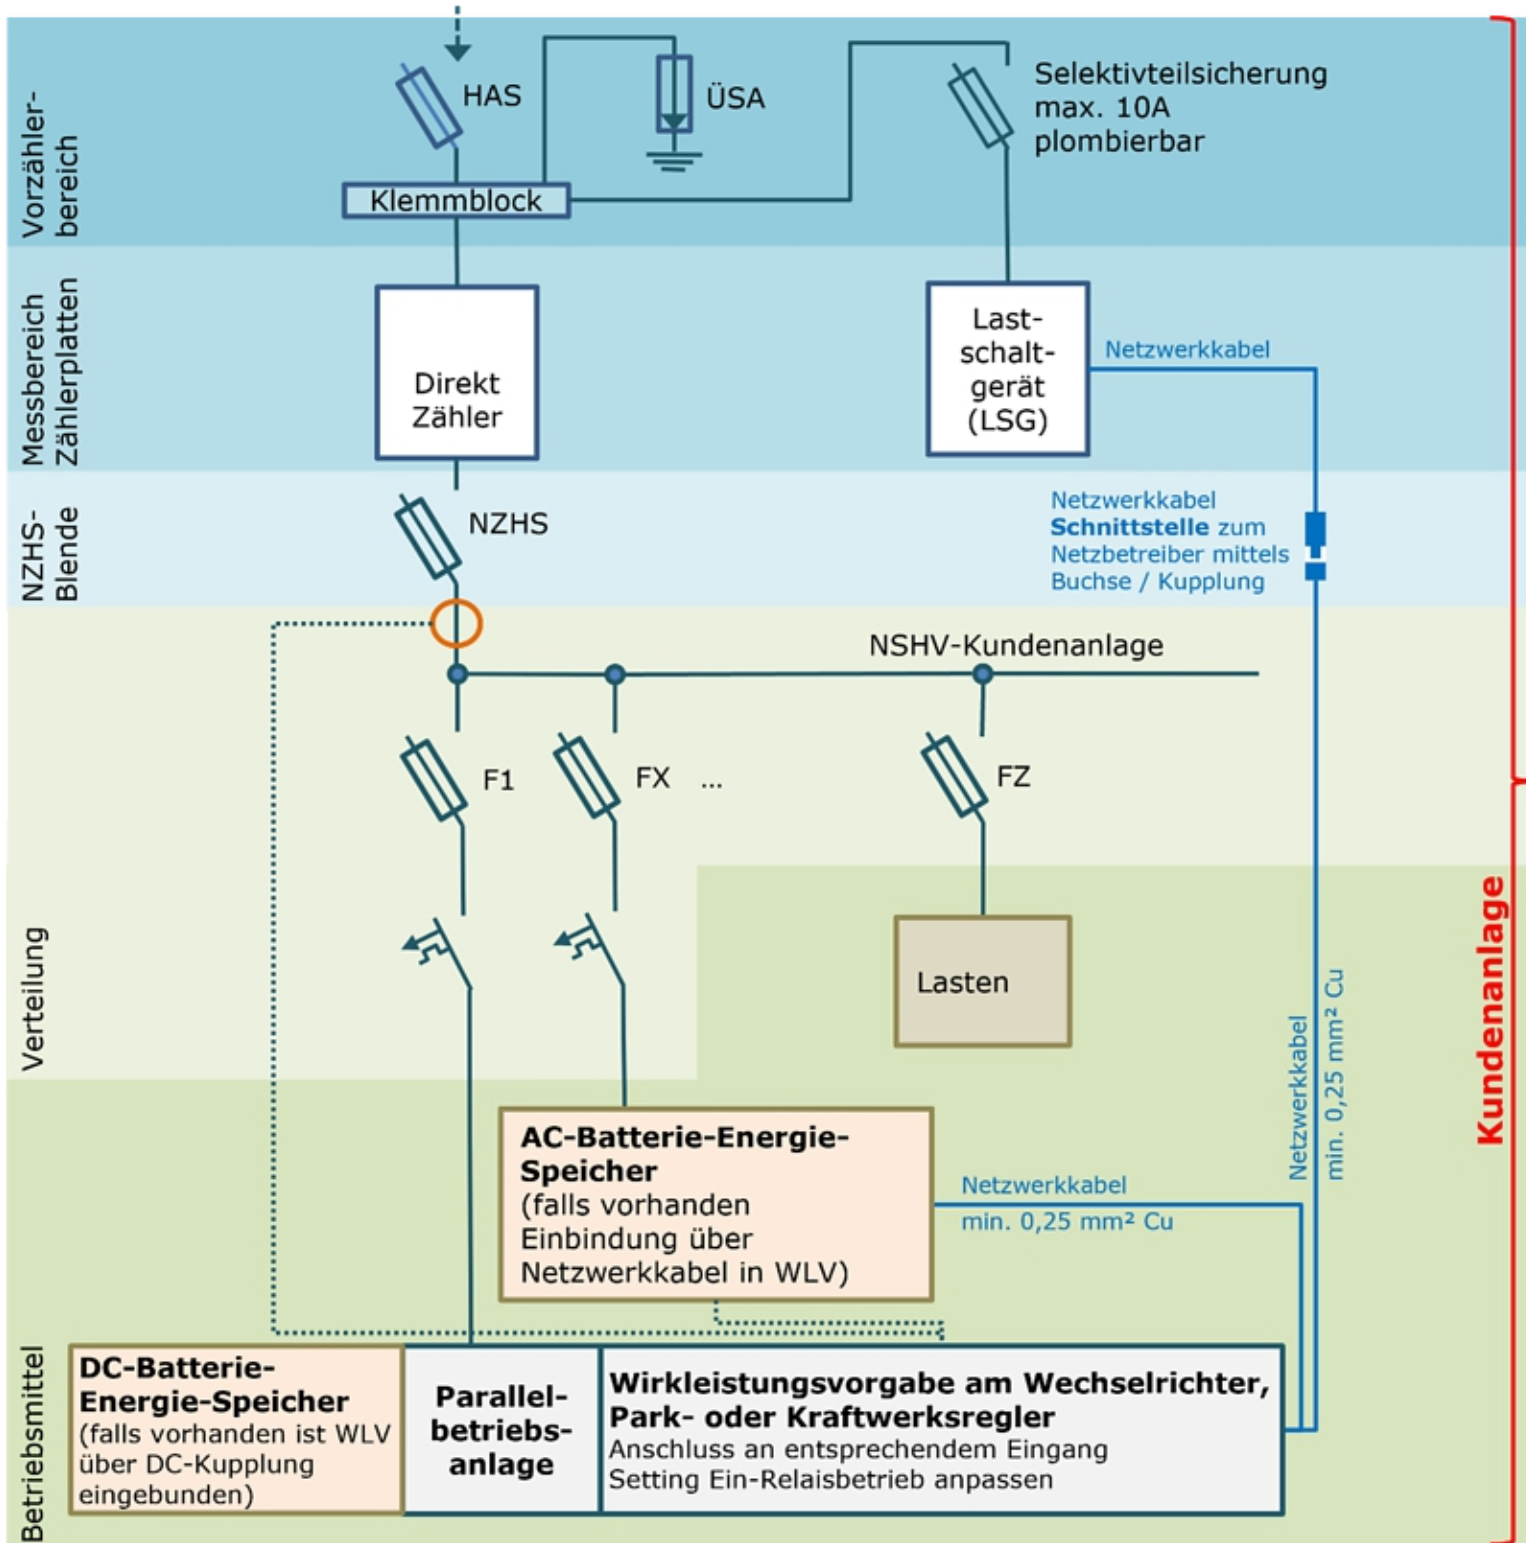 HAS
ÜSA
Selektivteilsicherung
max. 10A
plombierbar
Vorzähler-
bereich
Klemmblock
Messbereich
Zählerplatten
Direkt
Zähler
Last-
schalt-
gerät
(LSG)
Netzwerkkabel
NZHS-
Blende
NZHS
Netzwerkkabel
Schnittstelle zum
Netzbetreiber mittels
Buchse / Kupplung
NSHV-Kundenanlage
F1
FX ...
FZ
Verteilung
Lasten
Kundenanlage
Netzwerkkabel
min. 0,25 mm² Cu
AC-Batterie-Energie-
Speicher
(falls vorhanden
Einbindung über
Netzwerkkabel in WLV)
Netzwerkkabel
min. 0,25 mm² Cu
Betriebsmittel
DC-Batterie-
Energie-Speicher
(falls vorhanden ist WLV
über DC-Kupplung
eingebunden)
Parallel-
betriebs-
anlage
Wirkleistungsvorgabe am Wechselrichter,
Park- oder Kraftwerksregler
Anschluss an entsprechendem Eingang
Setting Ein-Relaisbetrieb anpassen